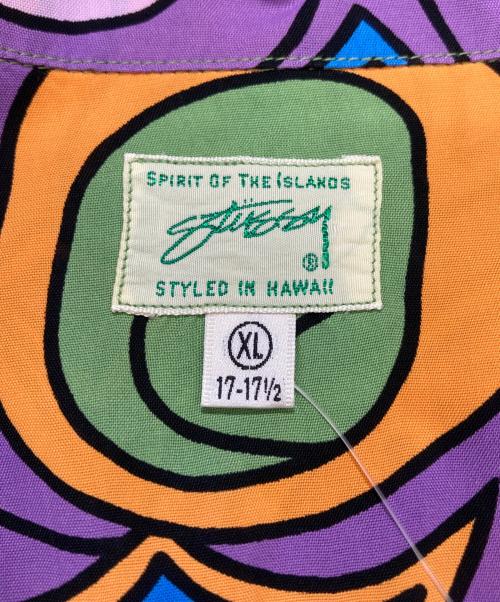 SPIRIT OF THE ISLANDS
STÜSSY
®
STYLED IN HAWAII
XL
17-17½